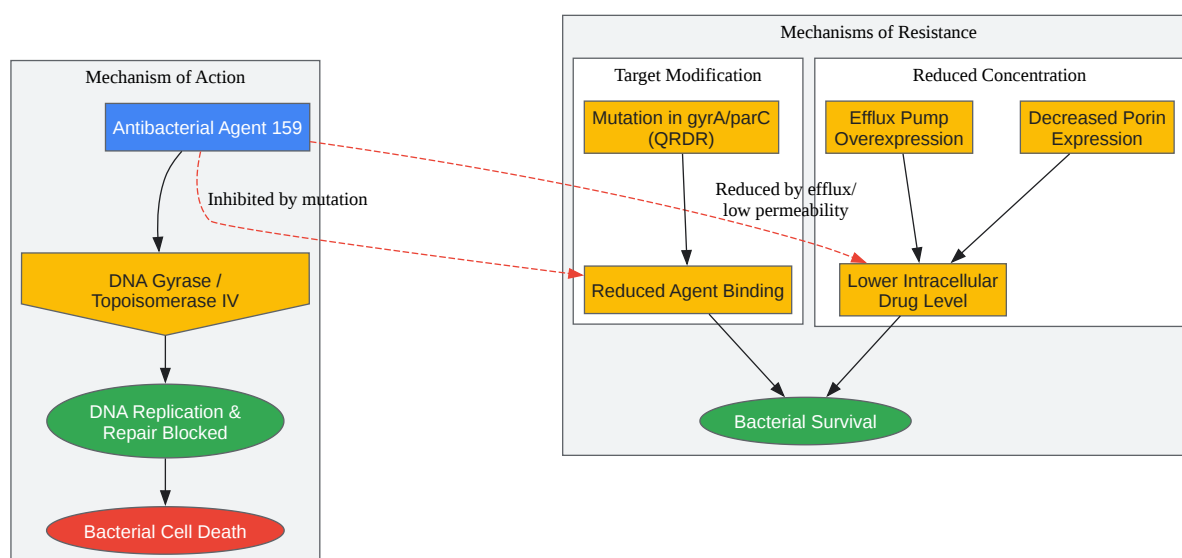 Mechanism of Action
Antibacterial Agent 159
Inhibited by mutation
DNA Gyrase /
Topoisomerase IV
DNA Replication &
Repair Blocked
Bacterial Cell Death
Mechanisms of Resistance
Target Modification
Mutation in gyrA/parC
(QRDR)
Reduced Agent Binding
Reduced Concentration
Efflux Pump
Overexpression
Decreased Porin
Expression
Reduced by efflux/
low permeability
Lower Intracellular
Drug Level
Bacterial Survival